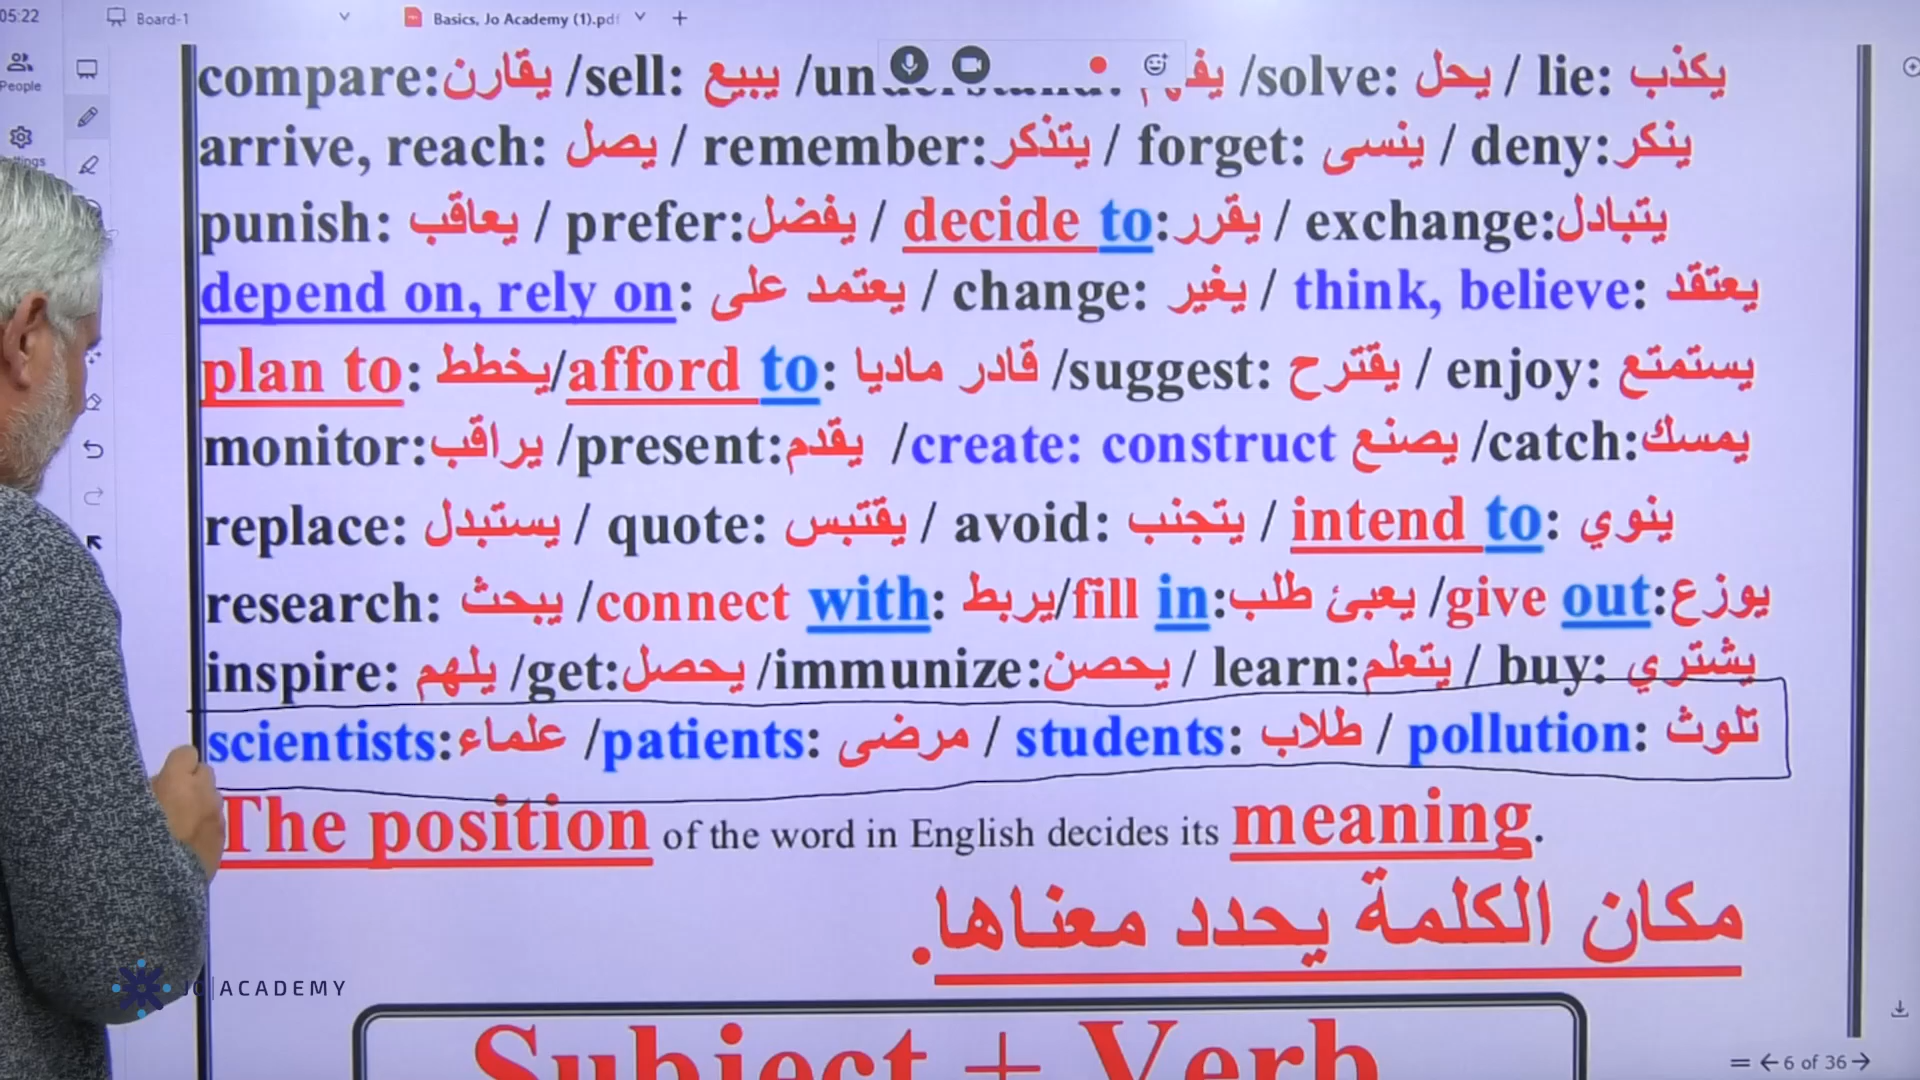 05:22 Board-1 Basics, Jo Academy (1).pdf
People
compare: يقارن /sell: يبيع /understand: يفهم /solve: يحل / lie: يكذب
arrive, reach: يصل / remember: يتذكر / forget: ينسى / deny: ينكر
punish: يعاقب / prefer: يفضل / decide to: يقرر / exchange: يتبادل
depend on, rely on: يعتمد على / change: يغير / think, believe: يعتقد
plan to: يخطط/afford to: قادر ماديا /suggest: يقترح / enjoy: يستمتع
monitor: يراقب /present: يقدم /create: construct يصنع /catch: يمسك
replace: يستبدل / quote: يقتبس / avoid: يتجنب / intend to: ينوي
research: يبحث /connect with: يربط/fill in: يعبئ طلب /give out: يوزع
inspire: يلهم /get: يحصل /immunize: يحصن / learn: يتعلم / buy: يشتري
scientists: علماء /patients: مرضى / students: طلاب / pollution: تلوث
The position of the word in English decides its meaning.
مكان الكلمة يحدد معناها.
JO ACADEMY
Subject + Verb
6 of 36